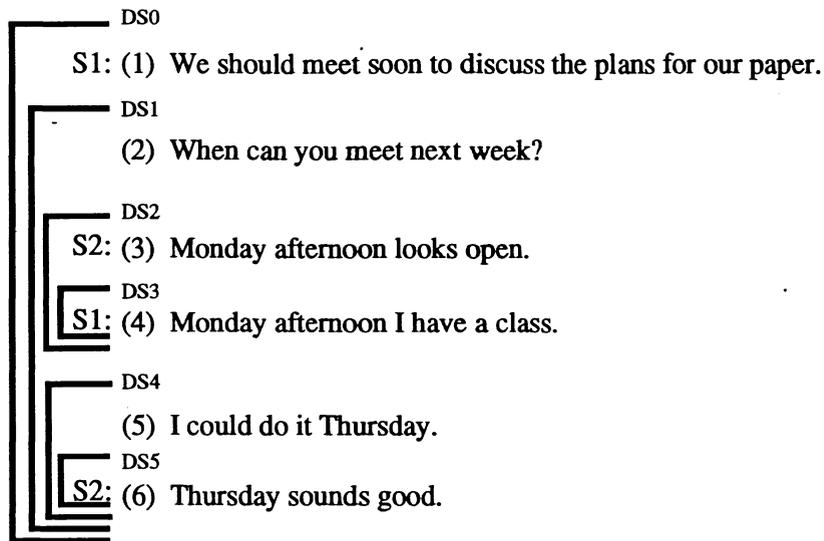 DS0
S1: (1) We should meet soon to discuss the plans for our paper.
DS1
(2) When can you meet next week?
DS2
S2: (3) Monday afternoon looks open.
DS3
S1: (4) Monday afternoon I have a class.
DS4
(5) I could do it Thursday.
DS5
S2: (6) Thursday sounds good.